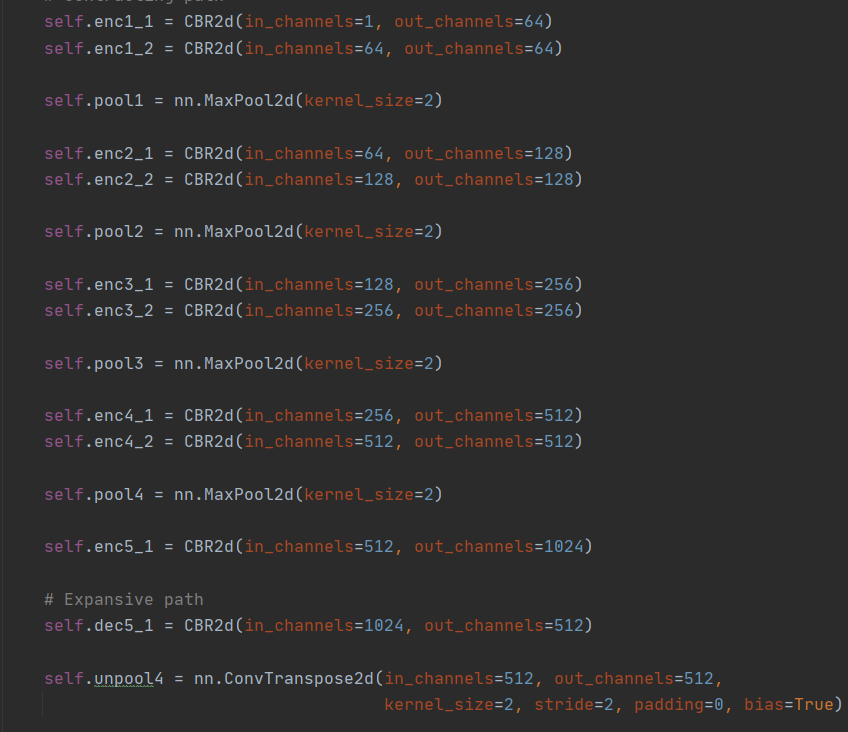 # Contracting path
self.enc1_1 = CBR2d(in_channels=1, out_channels=64)
self.enc1_2 = CBR2d(in_channels=64, out_channels=64)
self.pool1 = nn.MaxPool2d(kernel_size=2)
self.enc2_1 = CBR2d(in_channels=64, out_channels=128)
self.enc2_2 = CBR2d(in_channels=128, out_channels=128)
self.pool2 = nn.MaxPool2d(kernel_size=2)
self.enc3_1 = CBR2d(in_channels=128, out_channels=256)
self.enc3_2 = CBR2d(in_channels=256, out_channels=256)
self.pool3 = nn.MaxPool2d(kernel_size=2)
self.enc4_1 = CBR2d(in_channels=256, out_channels=512)
self.enc4_2 = CBR2d(in_channels=512, out_channels=512)
self.pool4 = nn.MaxPool2d(kernel_size=2)
self.enc5_1 = CBR2d(in_channels=512, out_channels=1024)
# Expansive path
self.dec5_1 = CBR2d(in_channels=1024, out_channels=512)
self.unpool4 = nn.ConvTranspose2d(in_channels=512, out_channels=512,
kernel_size=2, stride=2, padding=0, bias=True)